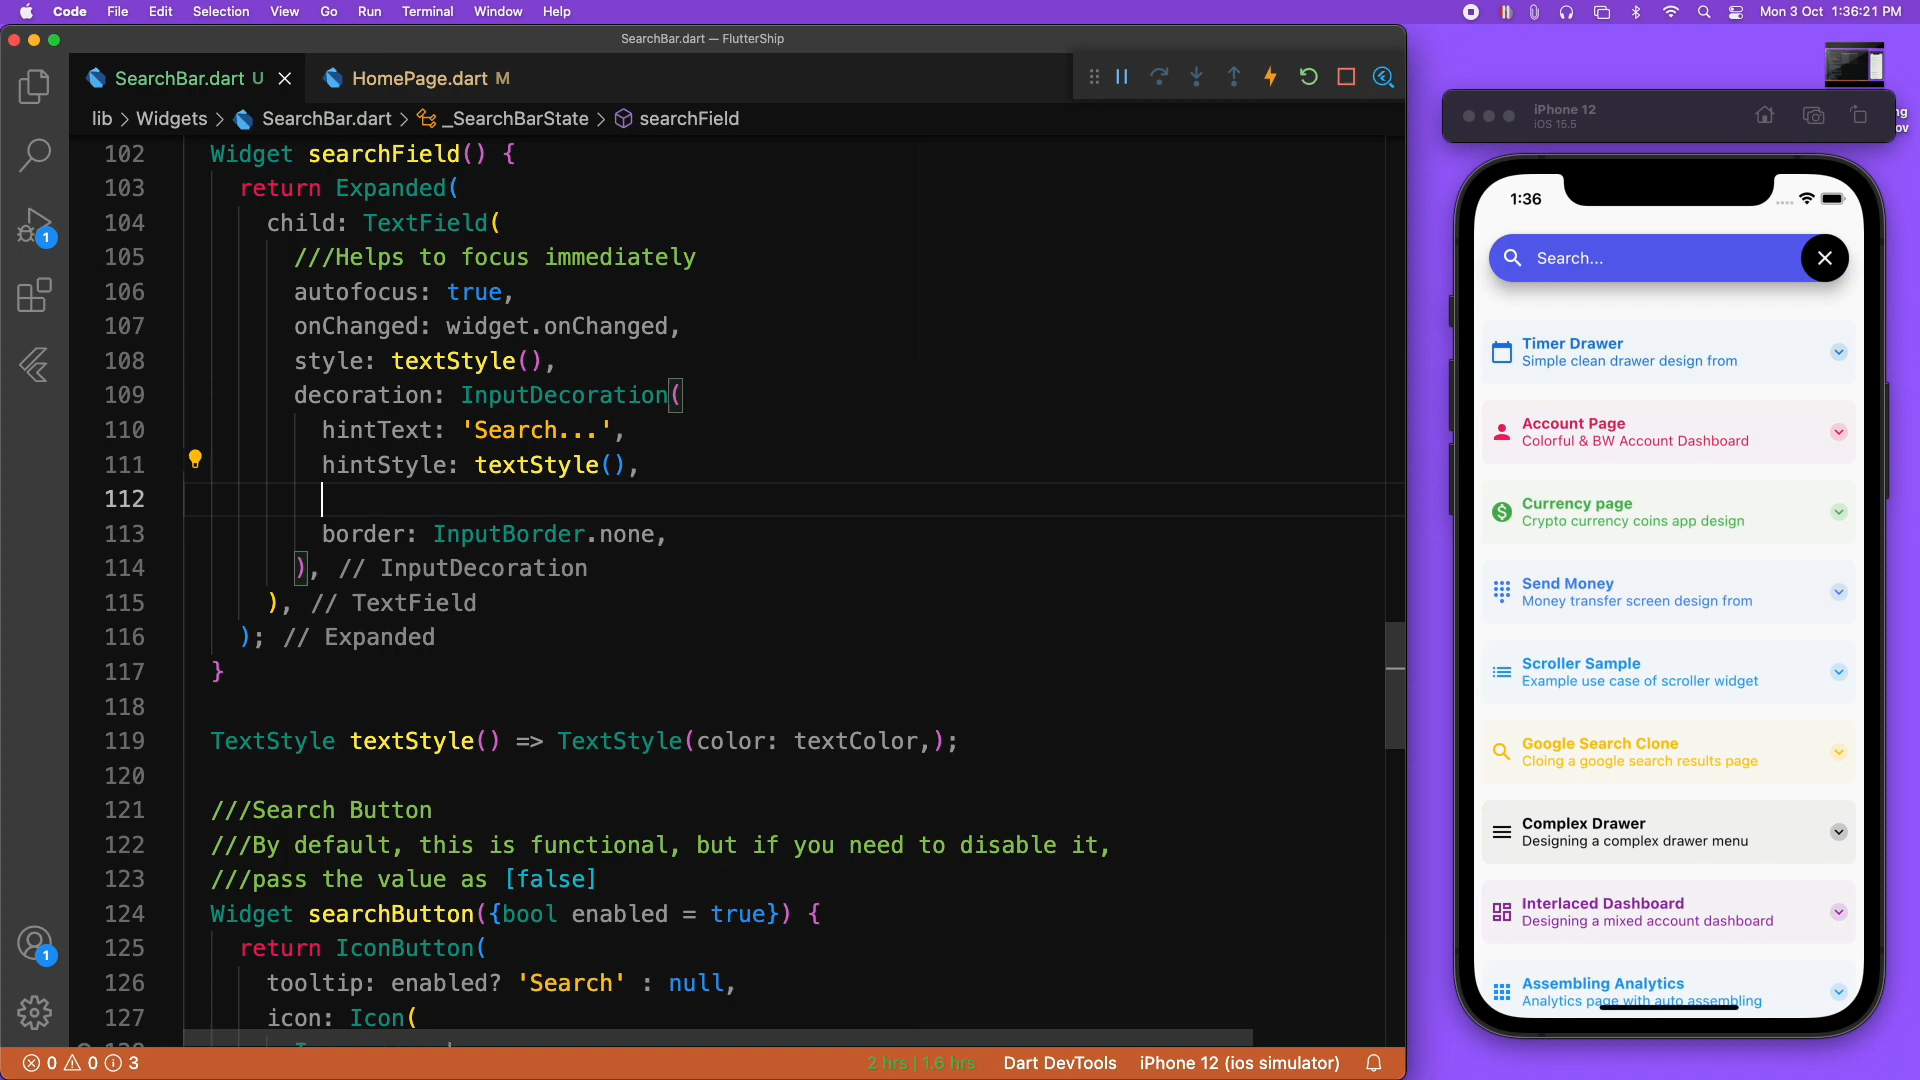 Code File Edit Selection View Go Run Terminal Window Help Mon 3 Oct 1:36:21 PM
SearchBar.dart — FlutterShip
SearchBar.dart U HomePage.dart M
lib > Widgets > SearchBar.dart > _SearchBarState > searchField
102 Widget searchField() {
103 return Expanded(
104 child: TextField(
105 ///Helps to focus immediately
106 autofocus: true,
107 onChanged: widget.onChanged,
108 style: textStyle(),
109 decoration: InputDecoration(
110 hintText: 'Search...',
111 hintStyle: textStyle(),
112
113 border: InputBorder.none,
114 ), // InputDecoration
115 ), // TextField
116 ); // Expanded
117 }
118
119 TextStyle textStyle() => TextStyle(color: textColor,);
120
121 ///Search Button
122 ///By default, this is functional, but if you need to disable it,
123 ///pass the value as [false]
124 Widget searchButton({bool enabled = true}) {
125 return IconButton(
126 tooltip: enabled? 'Search' : null,
127 icon: Icon(
1
1
0 0 3 2 hrs | 1.6 hrs Dart DevTools iPhone 12 (ios simulator)
ng
ov
iPhone 12
iOS 15.5
1:36
Search...
Timer Drawer
Simple clean drawer design from
Account Page
Colorful & BW Account Dashboard
Currency page
Crypto currency coins app design
Send Money
Money transfer screen design from
Scroller Sample
Example use case of scroller widget
Google Search Clone
Cloing a google search results page
Complex Drawer
Designing a complex drawer menu
Interlaced Dashboard
Designing a mixed account dashboard
Assembling Analytics
Analytics page with auto assembling